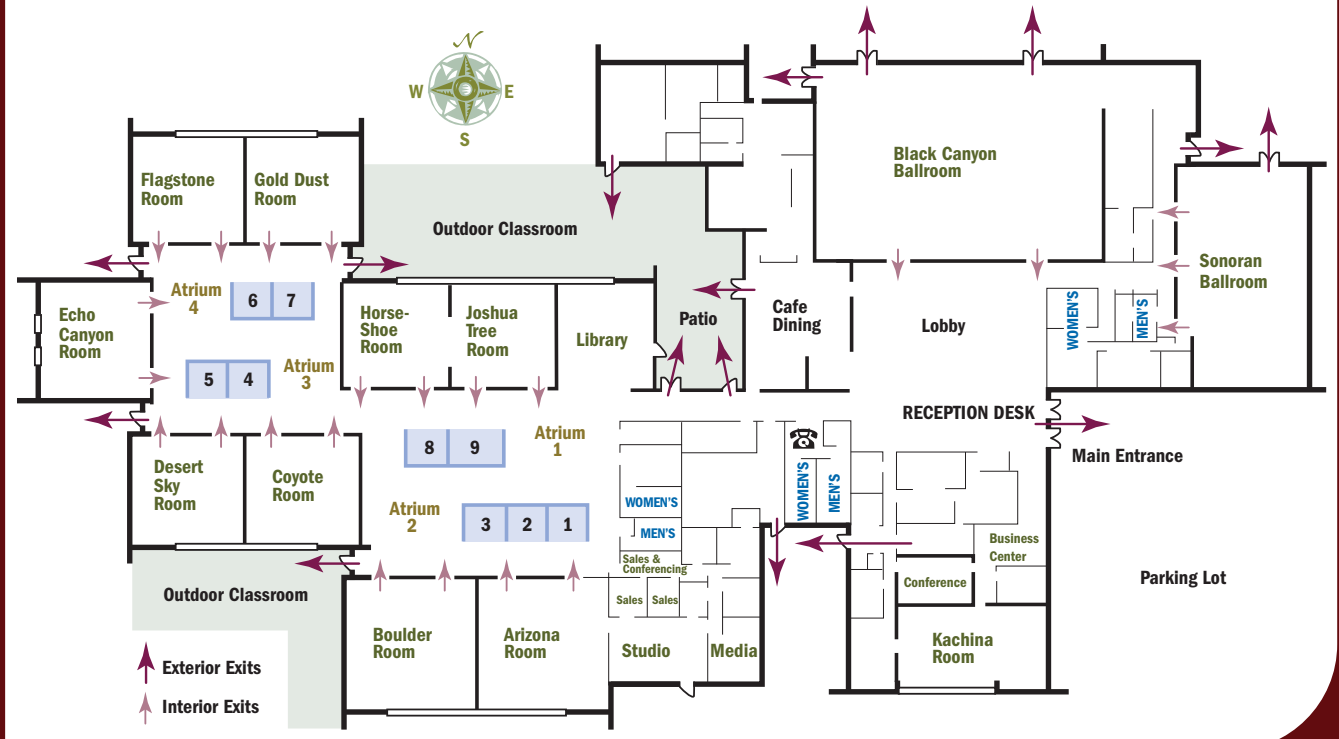 N
W
E
S
Flagstone
Room
Gold Dust
Room
Outdoor Classroom
Black Canyon
Ballroom
Sonoran
Ballroom
Echo
Canyon
Room
Atrium
4
6
7
Horse-
Shoe
Room
Joshua
Tree
Room
Library
Patio
Cafe
Dining
Lobby
WOMEN'S
MEN'S
5
4
Atrium
3
8
9
Atrium
1
RECEPTION DESK
Main Entrance
Desert
Sky
Room
Coyote
Room
Atrium
2
3
2
1
WOMEN'S
MEN'S
WOMEN'S
MEN'S
Sales &
Conferencing
Sales
Sales
Business
Center
Conference
Parking Lot
Outdoor Classroom
Boulder
Room
Arizona
Room
Studio
Media
Kachina
Room
Exterior Exits
Interior Exits